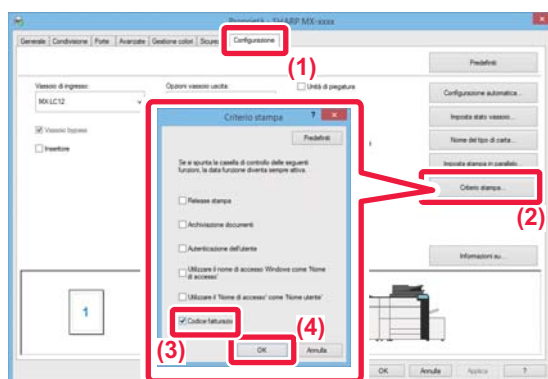 Proprietà - SHARP MX-xxxx
Generale
Condivisione
Porte
Avanzate
Gestione colori
Configurazione
(1)
Predefiniti
Vassoio di ingresso:
Opzioni vassoio uscita:
Unità di piegatura
MX-LC12
Configurazione automatica...
Vassoio bypass
Imposta stato vassoio...
Inseritore
Nome del tipo di carta...
Imposta stampa in parallelo...
Criterio stampa...
(2)
Informazioni su...
Criterio stampa
?
Predefiniti
Se si spunta la casella di controllo delle seguenti
funzioni, la data funzione diventa sempre attiva.
Release stampa
Archiviazione documenti
Autenticazione dell'utente
Utilizzare il nome di accesso Windows come 'Nome
di accesso'
Utilizzare il 'Nome di accesso' come 'Nome utente'
Codice fatturazio
(3)
(4)
OK
Annulla
1
OK
Annulla
Applica
?